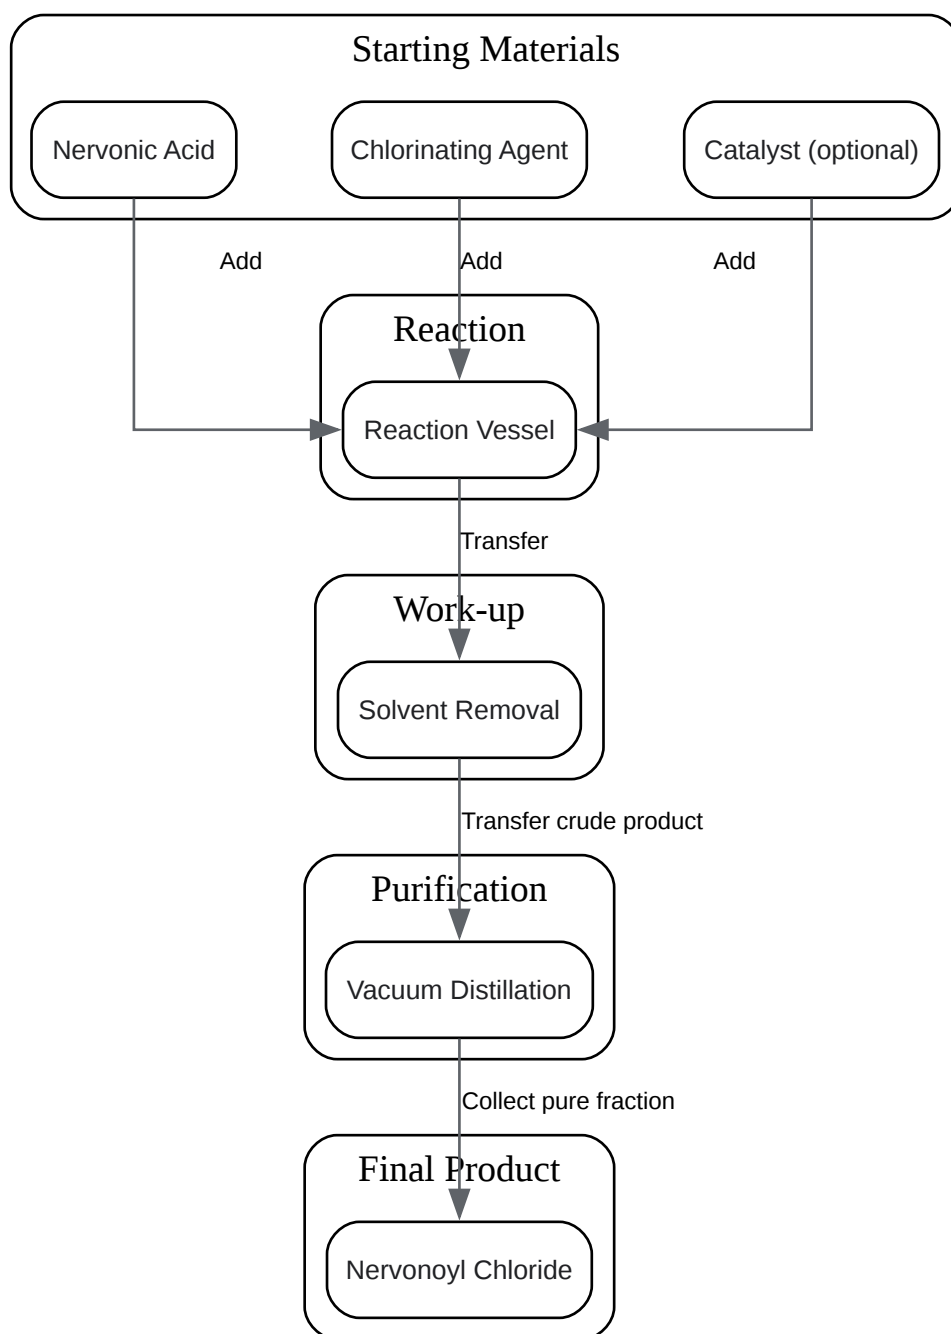 Starting Materials
Nervonic Acid
Chlorinating Agent
Catalyst (optional)
Add
Add
Add
Reaction
Reaction Vessel
Transfer
Work-up
Solvent Removal
Transfer crude product
Purification
Vacuum Distillation
Collect pure fraction
Final Product
Nervonoyl Chloride